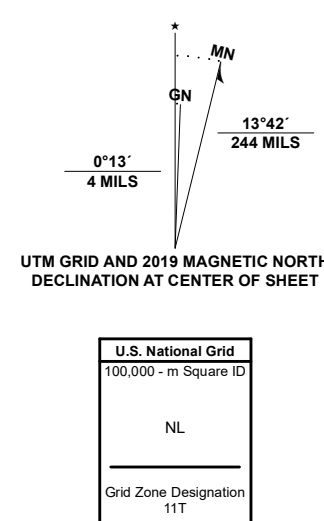 ★
MN
GN
13°42´
244 MILS
0°13´
4 MILS
UTM GRID AND 2019 MAGNETIC NORTH
DECLINATION AT CENTER OF SHEET
U.S. National Grid
100,000 - m Square ID
NL
Grid Zone Designation
11T